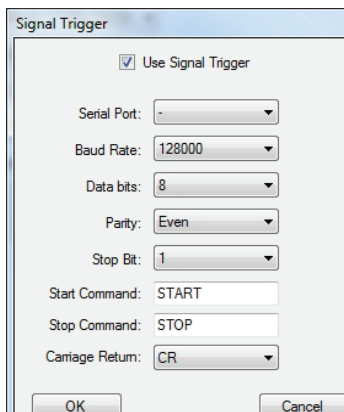 Signal Trigger
Use Signal Trigger
Serial Port: -
Baud Rate: 128000
Data bits: 8
Parity: Even
Stop Bit: 1
Start Command: START
Stop Command: STOP
Carriage Return: CR
OK Cancel